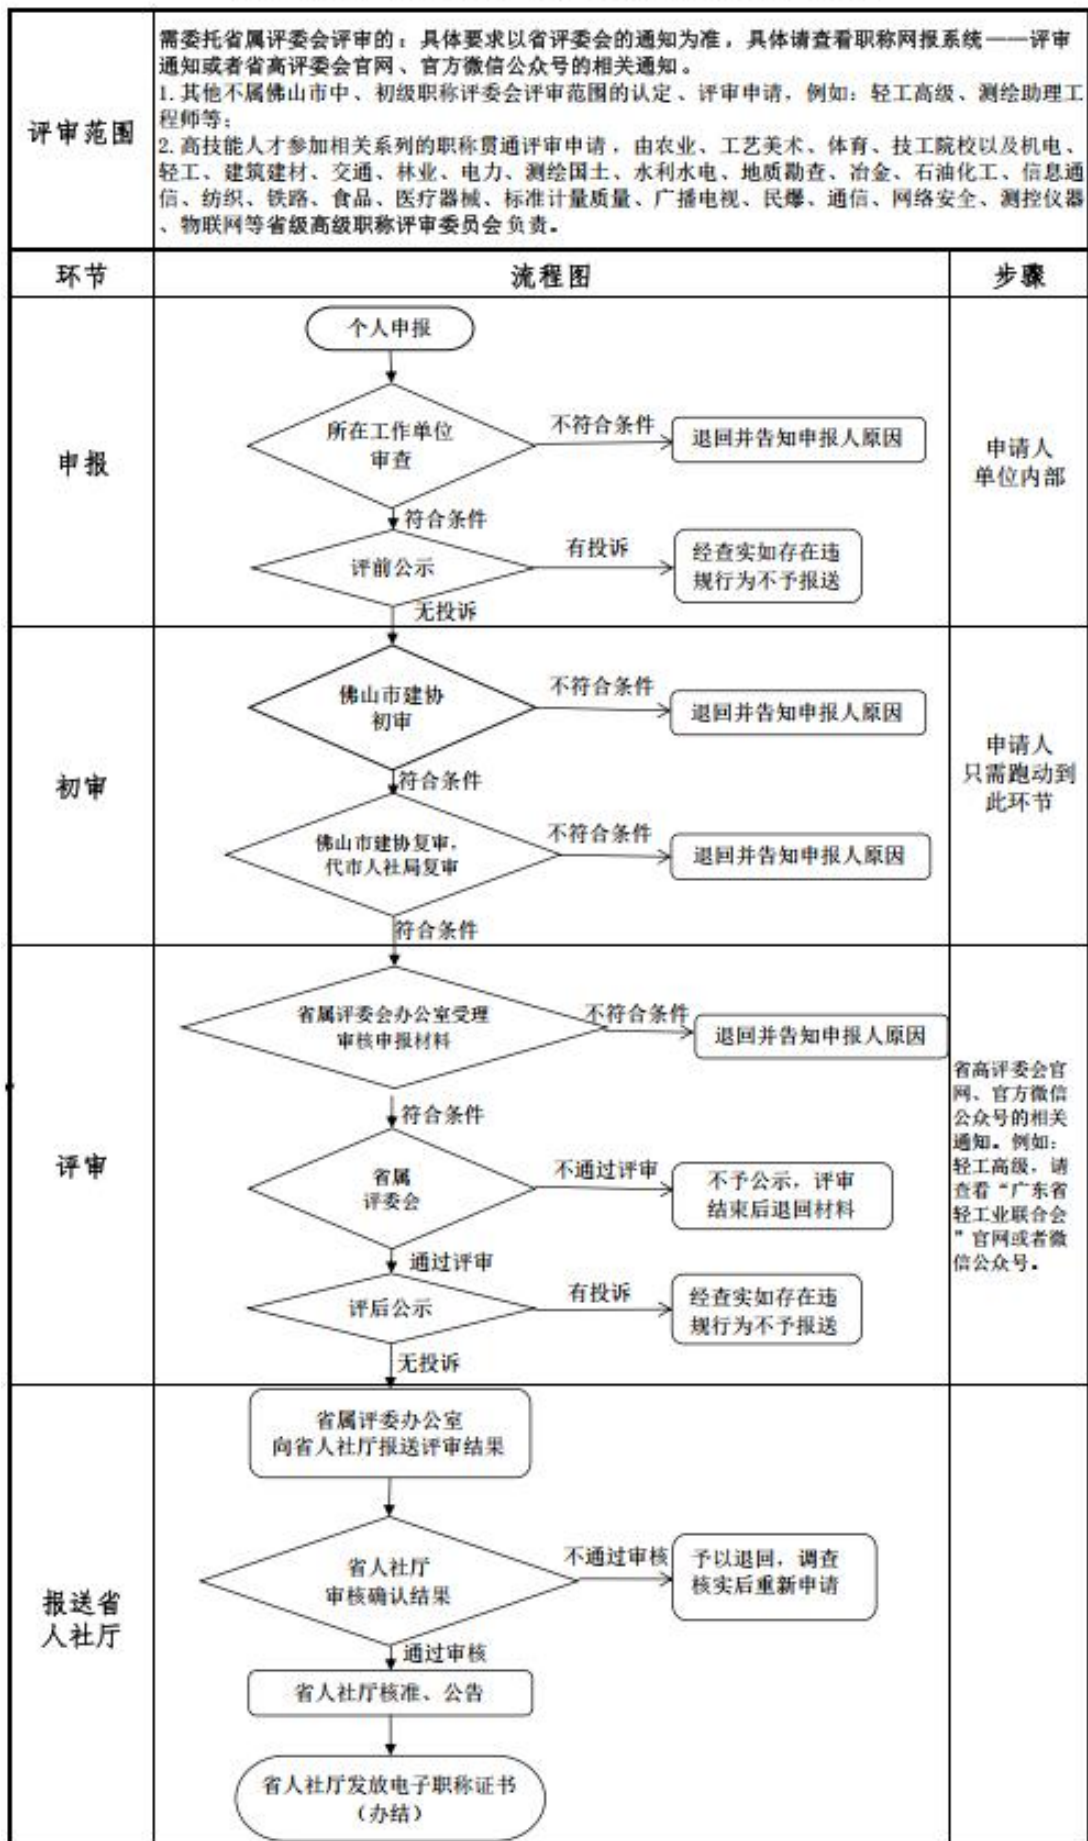 评审范围
需委托省属评委会评审的：具体要求以省评委会的通知为准，具体请查看职称网报系统——评审
通知或者省高评委会官网、官方微信公众号的相关通知。
1.其他不属佛山市中、初级职称评委会评审范围的认定、评审申请，例如：轻工高级、测绘助理工
程师等；
2.高技能人才参加相关系列的职称贯通评审申请，由农业、工艺美术、体育、技工院校以及机电、
轻工、建筑建材、交通、林业、电力、测绘国土、水利水电、地质勘查、冶金、石油化工、信息通
信、纺织、铁路、食品、医疗器械、标准计量质量、广播电视、民爆、通信、网络安全、测控仪器
、物联网等省级高级职称评审委员会负责。
环节
流程图
步骤
申报
个人申报
所在工作单位
审查
不符合条件
退回并告知申报人原因
符合条件
评前公示
有投诉
经查实如存在违
规行为不予报送
无投诉
申请人
单位内部
初审
佛山市建协
初审
不符合条件
退回并告知申报人原因
符合条件
佛山市建协复审，
代市人社局复审
不符合条件
退回并告知申报人原因
符合条件
申请人
只需跑动到
此环节
评审
省属评委会办公室受理
审核申报材料
不符合条件
退回并告知申报人原因
符合条件
省属
评委会
不通过评审
不予公示，评审
结束后退回材料
通过评审
评后公示
有投诉
经查实如存在违
规行为不予报送
无投诉
省高评委会官
网、官方微信
公众号的相关
通知。例如：
轻工高级，请
查看“广东省
轻工业联合会
”官网或者微
信公众号。
报送省
人社厅
省属评委办公室
向省人社厅报送评审结果
省人社厅
审核确认结果
不通过审核
予以退回，调查
核实后重新申请
通过审核
省人社厅核准、公告
省人社厅发放电子职称证书
（办结）